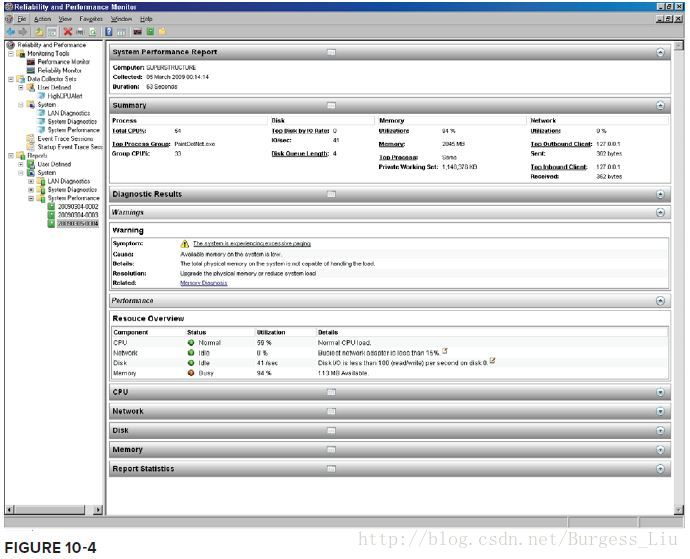 Reliability and Performance Monitor
File Action View Favorites Window Help
Reliability and Performance
Monitoring Tools
Performance Monitor
Reliability Monitor
Data Collector Sets
User Defined
HighCPUAlert
System
LAN Diagnostics
System Diagnostics
System Performance
Event Trace Sessions
Startup Event Trace Sess
Reports
User Defined
System
LAN Diagnostics
System Diagnostics
System Performance
20090304-0002
20090304-0003
20090305-0004
System Performance Report
Computer: SUPERSTRUCTURE
Collected: 05 March 2009 00:14:14
Duration: 63 Seconds
Summary
Process Disk Memory Network
Total CPU%: 64 Top Disk by IO Rate: 0 Utilization: 94 % Utilization: 0 %
Top Process Group: PaintDotNet.exe IO/sec: 41 Memory: 2045 MB Top Outbound Client: 127.0.0.1
Group CPU%: 33 Disk Queue Length: 4 Top Process: Same Sent: 362 bytes
Private Working Set: 1,148,376 KB Top Inbound Client: 127.0.0.1
Received: 362 bytes
Diagnostic Results
Warnings
Warning
Symptom: The system is experiencing excessive paging
Cause: Available memory on the system is low.
Details: The total physical memory on the system is not capable of handling the load.
Resolution: Upgrade the physical memory or reduce system load
Related: Memory Diagnosis
Performance
Resouce Overview
Component Status Utilization Details
CPU Normal 59 % Normal CPU load.
Network Idle 0 % Busiest network adapter is less than 15%.
Disk Idle 41 /sec Disk I/O is less than 100 (read/write) per second on disk 0.
Memory Busy 94 % 113 MB Available.
CPU
Network
Disk
Memory
Report Statistics
http://blog.csdn.net/Burgess_Liu
FIGURE 10-4